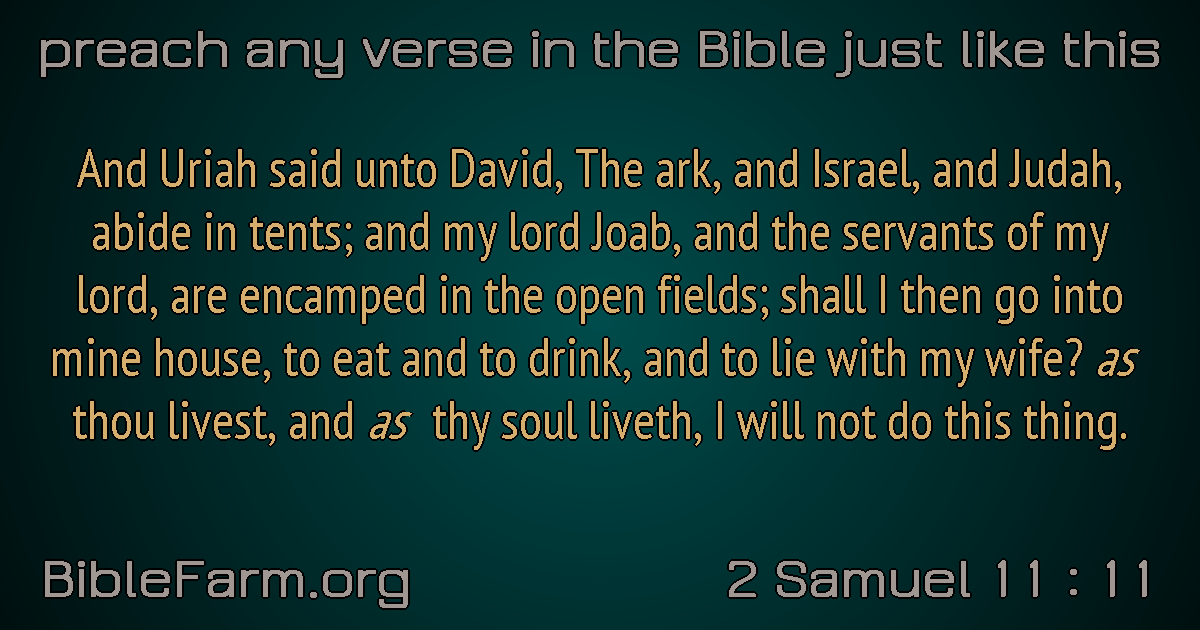 preach any verse in the Bible just like this
And Uriah said unto David, The ark, and Israel, and Judah,
abide in tents; and my lord Joab, and the servants of my
lord, are encamped in the open fields; shall I then go into
mine house, to eat and to drink, and to lie with my wife? as
thou livest, and as thy soul liveth, I will not do this thing.
BibleFarm.org
2 Samuel 11 : 11